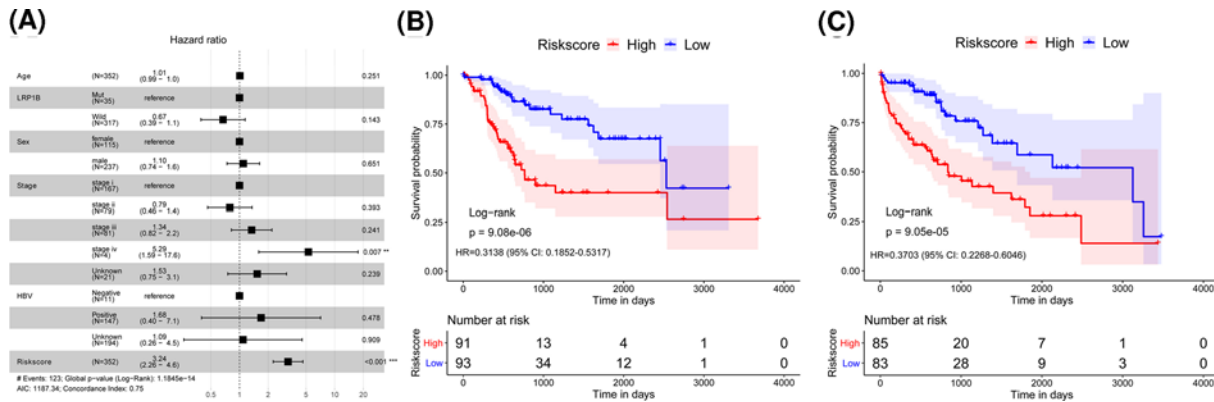 (A)
Hazard ratio
Age (N=352) 1.01 (0.99 − 1.0) 0.251
LRP1B Mut (N=35) reference
Wild (N=317) 0.67 (0.39 − 1.1) 0.143
Sex female (N=115) reference
male (N=237) 1.10 (0.74 − 1.6) 0.651
Stage stage i (N=167) reference
stage ii (N=79) 0.79 (0.46 − 1.4) 0.393
stage iii (N=81) 1.34 (0.82 − 2.2) 0.241
stage iv (N=4) 5.29 (1.59 − 17.6) 0.007 **
Unknown (N=21) 1.53 (0.75 − 3.1) 0.239
HBV Negative (N=11) reference
Positive (N=147) 1.68 (0.40 − 7.1) 0.478
Unknown (N=194) 1.09 (0.26 − 4.5) 0.909
Riskscore (N=352) 3.24 (2.26 − 4.6) <0.001 ***
# Events: 123; Global p−value (Log−Rank): 1.1845e−14
AIC: 1187.34; Concordance Index: 0.75
0.5 1 2 5 10 20
(B)
Riskscore High Low
Survival probability
1.00
0.75
0.50
0.25
0.00
Log−rank
p = 9.08e−06
HR=0.3138 (95% CI: 0.1852-0.5317)
0 1000 2000 3000 4000
Time in days
Number at risk
Riskscore
High 91 13 4 1 0
Low 93 34 12 1 0
0 1000 2000 3000 4000
Time in days
(C)
Riskscore High Low
Survival probability
1.00
0.75
0.50
0.25
0.00
Log−rank
p = 9.05e−05
HR=0.3703 (95% CI: 0.2268-0.6046)
0 1000 2000 3000 4000
Time in days
Number at risk
Riskscore
High 85 20 7 1 0
Low 83 28 9 3 0
0 1000 2000 3000 4000
Time in days